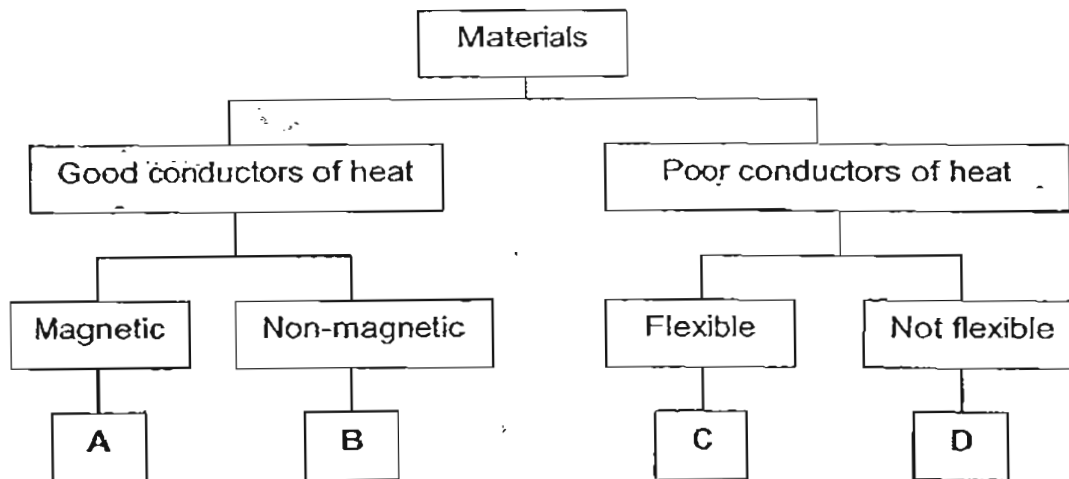 Materials
Good conductors of heat
Poor conductors of heat
Magnetic
Non-magnetic
Flexible
Not flexible
A
B
C
D